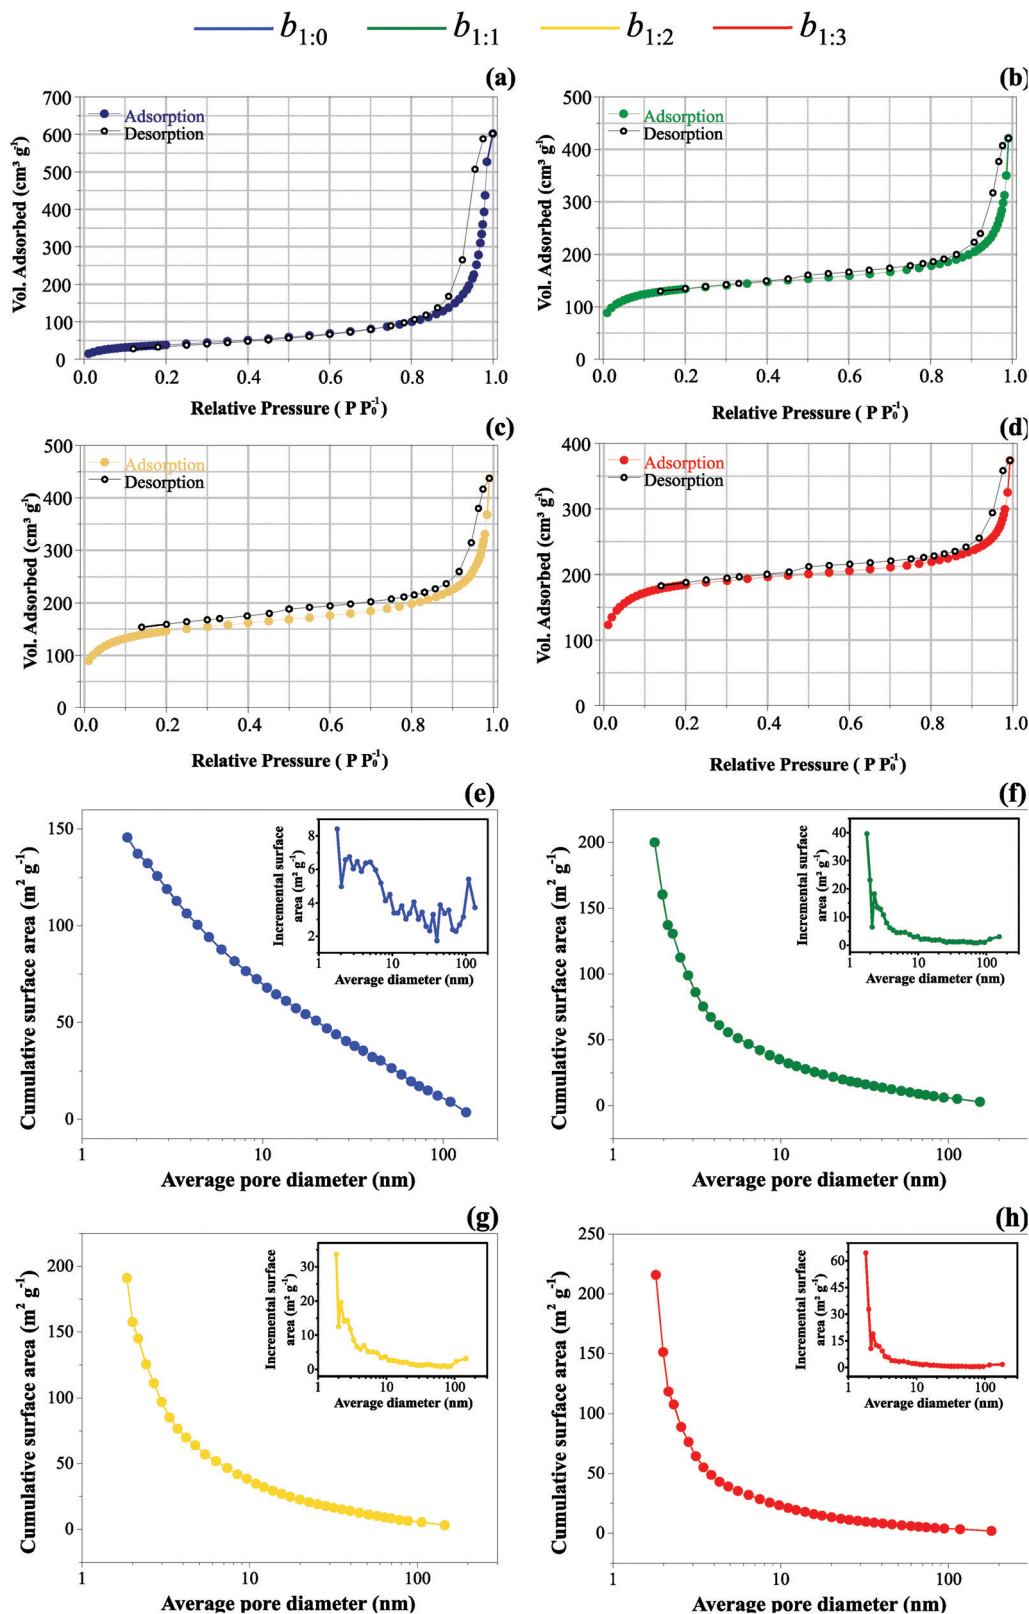 b1:0 b1:1 b1:2 b1:3
(a)
700
600
500
400
300
200
100
0
Vol. Adsorbed (cm³ g-1)
Adsorption
Desorption
0.0 0.2 0.4 0.6 0.8 1.0
Relative Pressure ( P P0-1)
(b)
500
400
300
200
100
0
Vol. Adsorbed (cm³ g-1)
Adsorption
Desorption
0.0 0.2 0.4 0.6 0.8 1.0
Relative Pressure ( P P0-1)
(c)
500
400
300
200
100
0
Vol. Adsorbed (cm³ g-1)
Adsorption
Desorption
0.0 0.2 0.4 0.6 0.8 1.0
Relative Pressure ( P P0-1)
(d)
400
300
200
100
0
Vol. Adsorbed (cm³ g-1)
Adsorption
Desorption
0.0 0.2 0.4 0.6 0.8 1.0
Relative Pressure ( P P0-1)
(e)
150
100
50
0
Cumulative surface area (m² g-1)
1 10 100
Average pore diameter (nm)
Incremental surface
area (m² g-1)
8
6
4
2
1 10 100
Average diameter (nm)
(f)
200
150
100
50
0
Cumulative surface area (m² g-1)
1 10 100
Average pore diameter (nm)
Incremental surface
area (m² g-1)
40
30
20
10
0
1 10 100
Average diameter (nm)
(g)
200
150
100
50
0
Cumulative surface area (m² g-1)
1 10 100
Average pore diameter (nm)
Incremental surface
area (m² g-1)
30
20
10
0
1 10 100
Average diameter (nm)
(h)
250
200
150
100
50
0
Cumulative surface area (m² g-1)
1 10 100
Average pore diameter (nm)
Incremental surface
area (m² g-1)
60
45
30
15
0
1 10 100
Average diameter (nm)